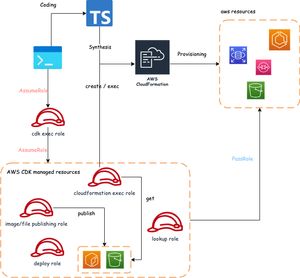 Coding
TS
aws resources
Synthesis
Provisioning
AWS
CloudFormation
create / exec
AssumeRole
cdk exec role
AssumeRole
PassRole
AWS CDK managed resources
cloudformation exec role
get
image/file publishing role
publish
lookup role
deploy role